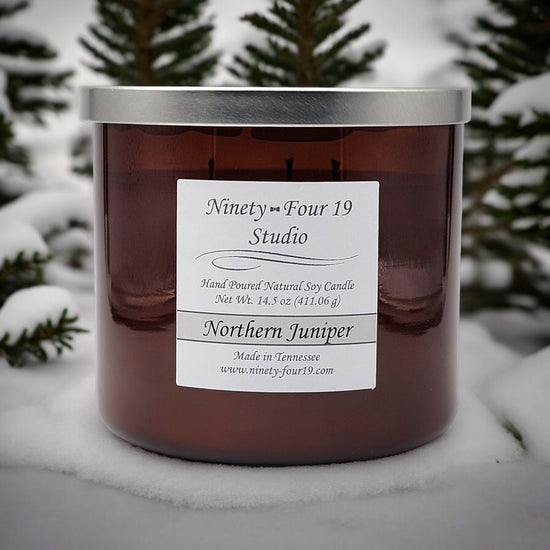 Ninety-Four 19
Studio
Hand Poured Natural Soy Candle
Net Wt. 14.5 oz (411.06 g)
Northern Juniper
Made in Tennessee
www.ninety-four19.com